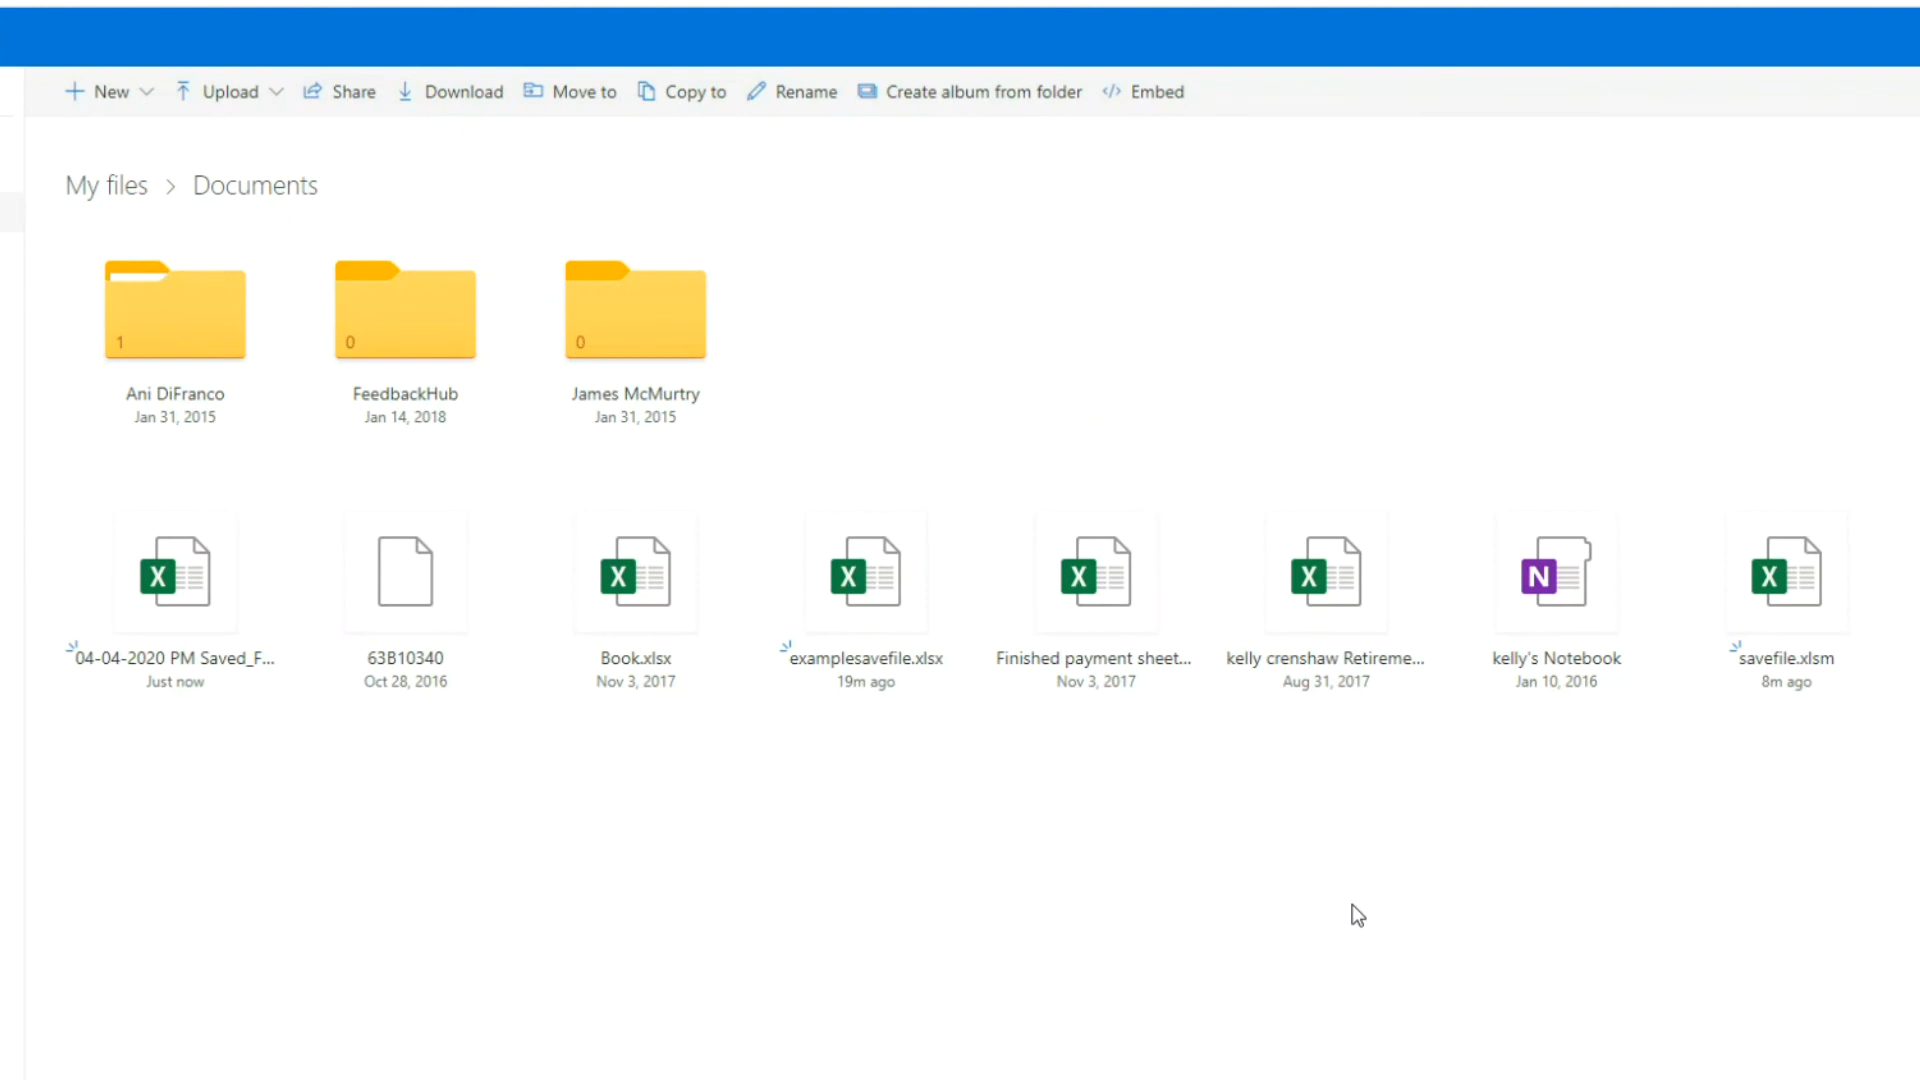 New Upload Share Download Move to Copy to Rename Create album from folder Embed
My files > Documents
1 0 0
Ani DiFranco FeedbackHub James McMurtry
Jan 31, 2015 Jan 14, 2018 Jan 31, 2015
X X X X X N X
04-04-2020 PM Saved_F... 63B10340 Book.xlsx examplesavefile.xlsx Finished payment sheet... kelly crenshaw Retireme... kelly's Notebook savefile.xlsm
Just now Oct 28, 2016 Nov 3, 2017 19m ago Nov 3, 2017 Aug 31, 2017 Jan 10, 2016 8m ago